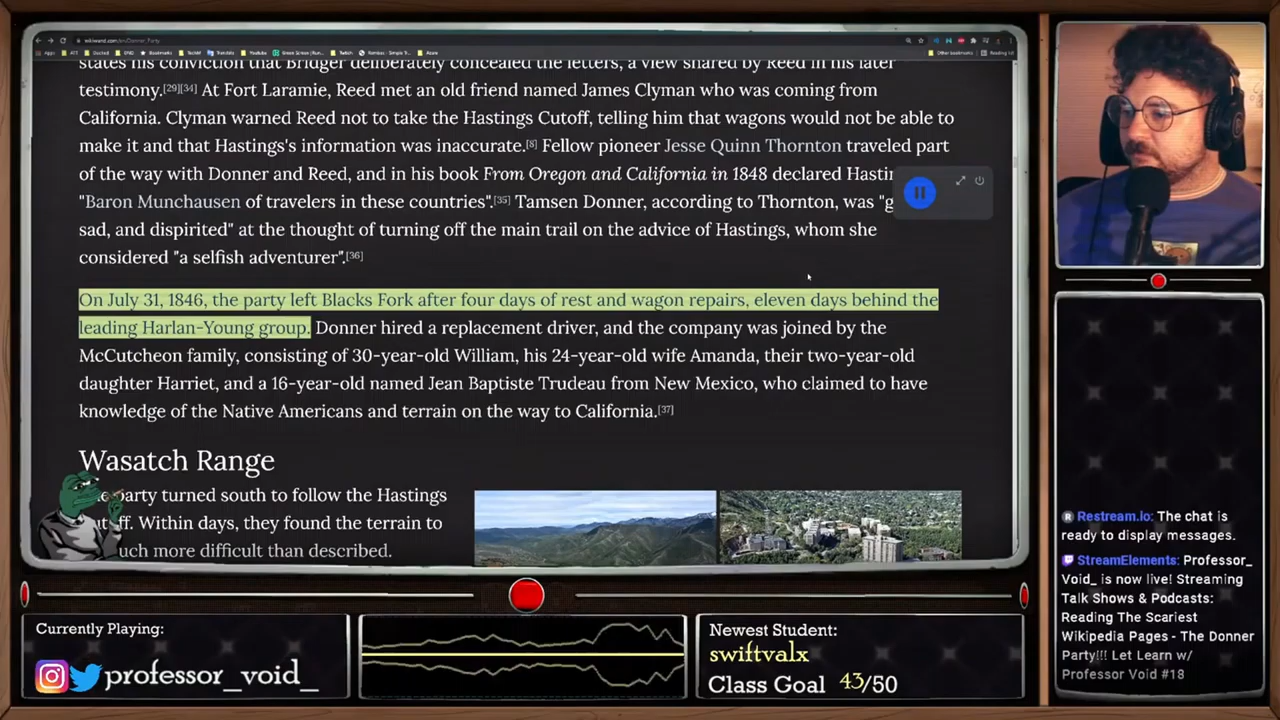 wikiwand.com/en/Donner_Party
Other bookmarks
Reading list
states his conviction that Bridger deliberately concealed the letters, a view shared by Reed in his later
testimony.[29][34] At Fort Laramie, Reed met an old friend named James Clyman who was coming from
California. Clyman warned Reed not to take the Hastings Cutoff, telling him that wagons would not be able to
make it and that Hastings's information was inaccurate.[8] Fellow pioneer Jesse Quinn Thornton traveled part
of the way with Donner and Reed, and in his book From Oregon and California in 1848 declared Hastin
"Baron Munchausen of travelers in these countries".[35] Tamsen Donner, according to Thornton, was "g
sad, and dispirited" at the thought of turning off the main trail on the advice of Hastings, whom she
considered "a selfish adventurer".[36]
On July 31, 1846, the party left Blacks Fork after four days of rest and wagon repairs, eleven days behind the
leading Harlan-Young group. Donner hired a replacement driver, and the company was joined by the
McCutcheon family, consisting of 30-year-old William, his 24-year-old wife Amanda, their two-year-old
daughter Harriet, and a 16-year-old named Jean Baptiste Trudeau from New Mexico, who claimed to have
knowledge of the Native Americans and terrain on the way to California.[37]
Wasatch Range
party turned south to follow the Hastings
ff. Within days, they found the terrain to
uch more difficult than described.
Restream.io: The chat is
ready to display messages.
StreamElements: Professor_
Void_ is now live! Streaming
Talk Shows & Podcasts:
Reading The Scariest
Wikipedia Pages - The Donner
Party!!! Let Learn w/
Professor Void #18
Currently Playing:
professor_void_
Newest Student:
swiftvalx
Class Goal 43/50